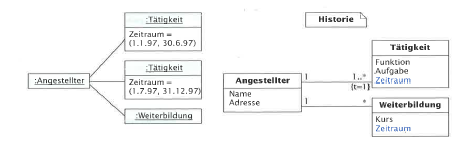 :Tätigkeit
Zeitraum =
(1.1.97, 30.6.97)
:Tätigkeit
Zeitraum =
(1.7.97, 31.12.97)
:Angestellter
:Weiterbildung
Historie
Tätigkeit
Funktion
Aufgabe
Zeitraum
Angestellter
Name
Adresse
1
1..*
{t=1}
1
*
Weiterbildung
Kurs
Zeitraum